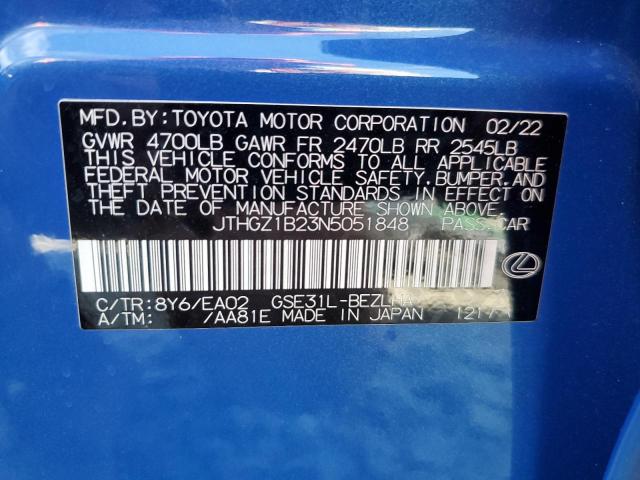 MFD.BY:TOYOTA MOTOR CORPORATION 02/22
GVWR 4700LB GAWR FR 2470LB RR 2545LB
THIS VEHICLE CONFORMS TO ALL APPLICABLE
FEDERAL MOTOR VEHICLE SAFETY,BUMPER,AND
THEFT PREVENTION STANDARDS IN EFFECT ON
THE DATE OF MANUFACTURE SHOWN ABOVE.
JTHGZ1B23N5051848 PASS.CAR
C/TR:8Y6/EA02 GSE31L-BEZLHA
A/TM: /AA81E MADE IN JAPAN